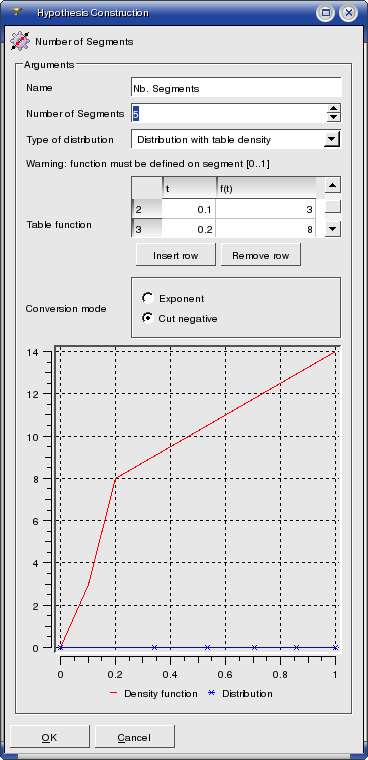 Hypothesis Construction
Number of Segments
Arguments
Name Nb. Segments
Number of Segments 5
Type of distribution Distribution with table density
Warning: function must be defined on segment [0..1]
t f(t)
2 0.1 3
3 0.2 8
Table function
Insert row Remove row
Conversion mode
Exponent
Cut negative
14
12
10
8
6
4
2
0
0 0.2 0.4 0.6 0.8 1
Density function Distribution
OK Cancel